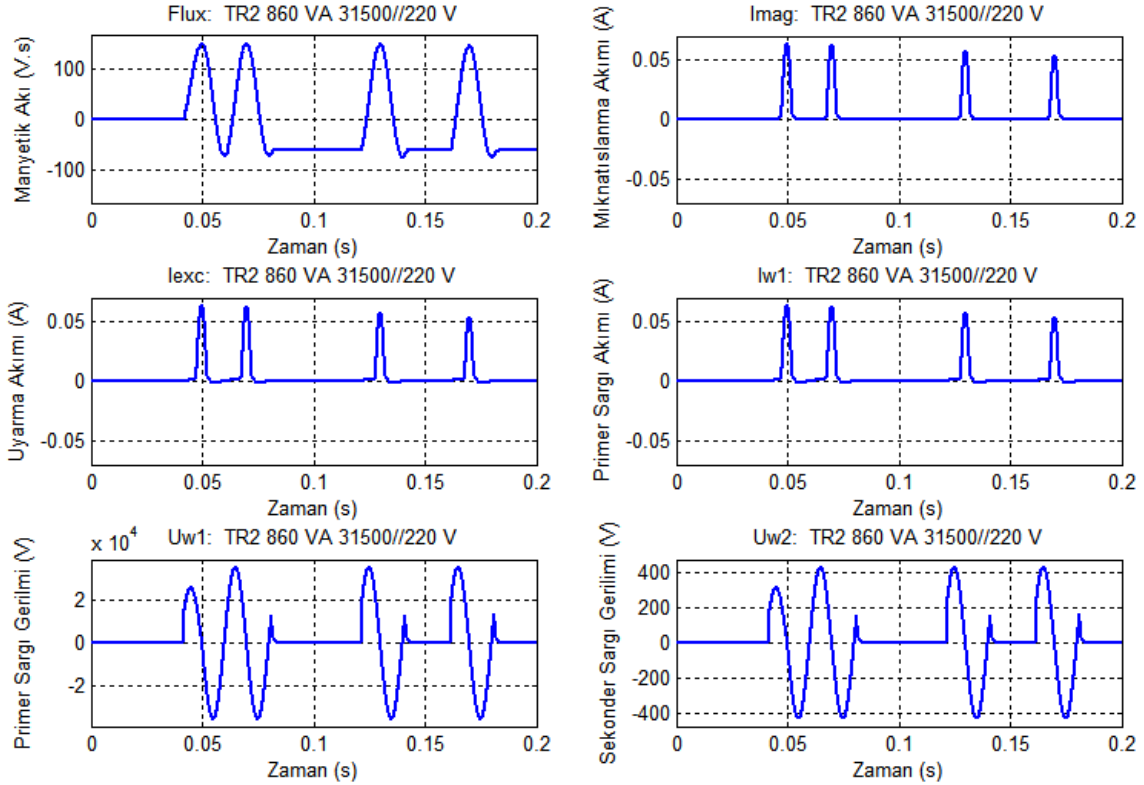 Flux:  TR2 860 VA 31500//220 V
Manyetik Akı (V.s)
100
0
-100
0 0.05 0.1 0.15 0.2
Zaman (s)
Imag:  TR2 860 VA 31500//220 V
Mıknatıslanma Akımı (A)
0.05
0
-0.05
0 0.05 0.1 0.15 0.2
Zaman (s)
Iexc:  TR2 860 VA 31500//220 V
Uyarma Akımı (A)
0.05
0
-0.05
0 0.05 0.1 0.15 0.2
Zaman (s)
Iw1:  TR2 860 VA 31500//220 V
Primer Sargı Akımı (A)
0.05
0
-0.05
0 0.05 0.1 0.15 0.2
Zaman (s)
x 10^4
Uw1:  TR2 860 VA 31500//220 V
Primer Sargı Gerilmi (V)
2
0
-2
0 0.05 0.1 0.15 0.2
Zaman (s)
Uw2:  TR2 860 VA 31500//220 V
Sekonder Sargı Gerilimi (V)
400
200
0
-200
-400
0 0.05 0.1 0.15 0.2
Zaman (s)